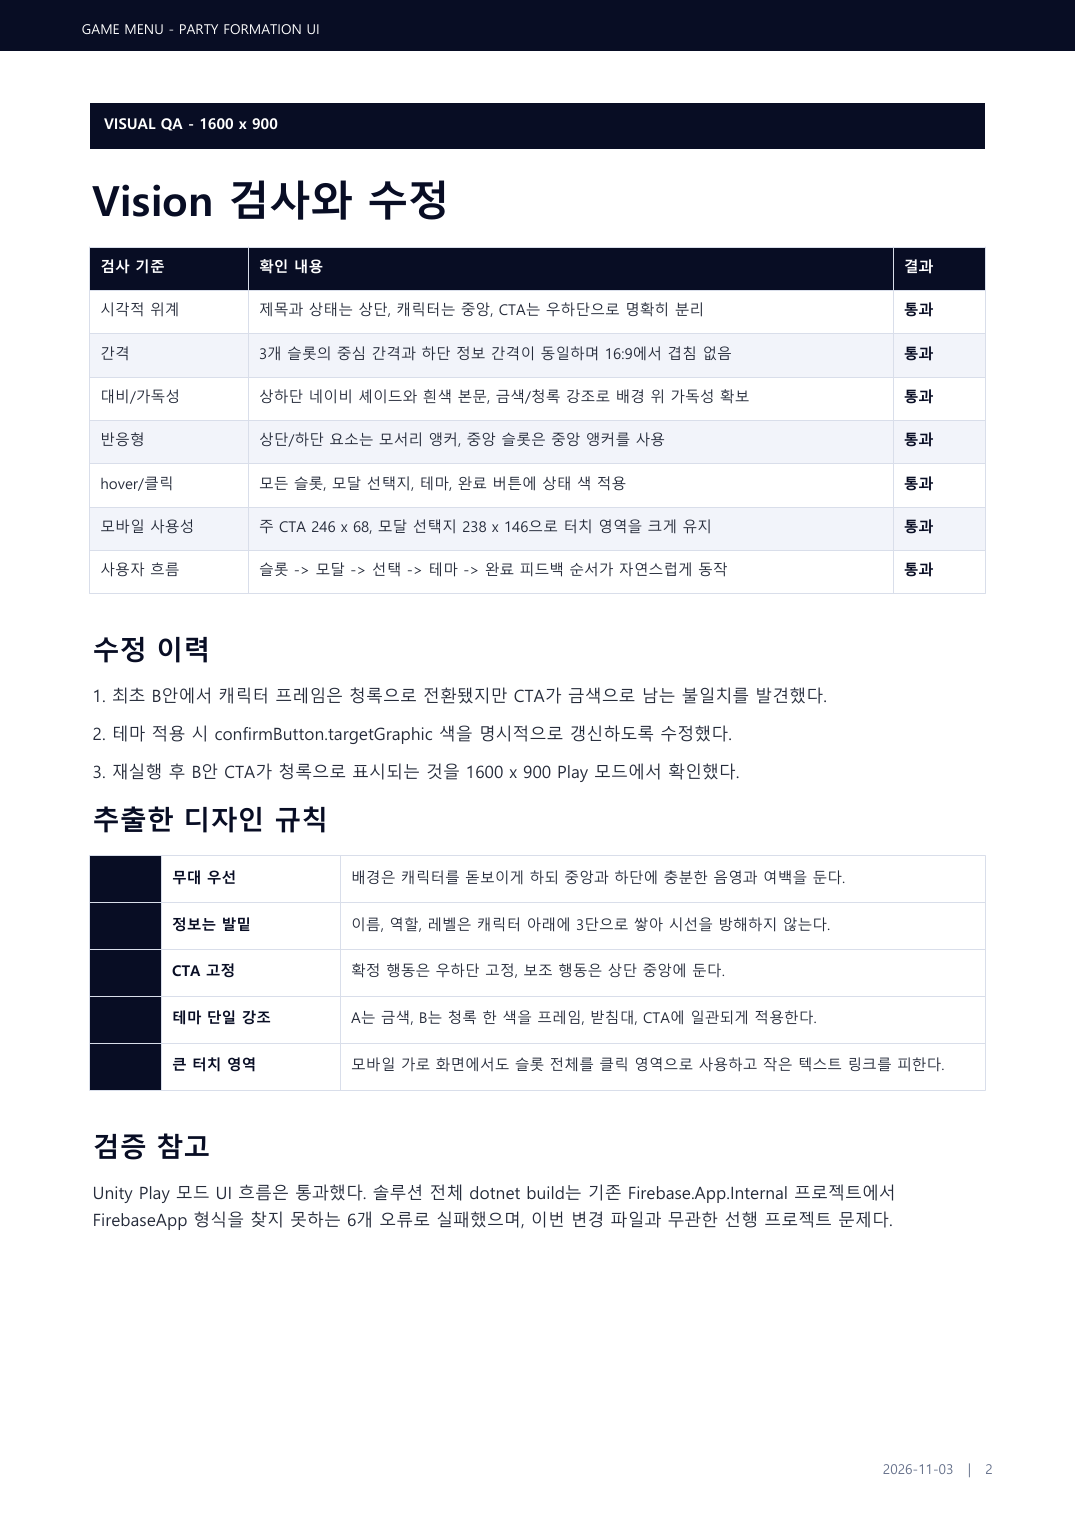 GAME MENU - PARTY FORMATION UI
VISUAL QA - 1600 x 900
Vision 검사와 수정
검사 기준 확인 내용 결과
시각적 위계 제목과 상태는 상단, 캐릭터는 중앙, CTA는 우하단으로 명확히 분리 통과
간격 3개 슬롯의 중심 간격과 하단 정보 간격이 동일하며 16:9에서 겹침 없음 통과
대비/가독성 상하단 네이비 셰이드와 흰색 본문, 금색/청록 강조로 배경 위 가독성 확보 통과
반응형 상단/하단 요소는 모서리 앵커, 중앙 슬롯은 중앙 앵커를 사용 통과
hover/클릭 모든 슬롯, 모달 선택지, 테마, 완료 버튼에 상태 색 적용 통과
모바일 사용성 주 CTA 246 x 68, 모달 선택지 238 x 146으로 터치 영역을 크게 유지 통과
사용자 흐름 슬롯 -> 모달 -> 선택 -> 테마 -> 완료 피드백 순서가 자연스럽게 동작 통과
수정 이력
1. 최초 B안에서 캐릭터 프레임은 청록으로 전환됐지만 CTA가 금색으로 남는 불일치를 발견했다.
2. 테마 적용 시 confirmButton.targetGraphic 색을 명시적으로 갱신하도록 수정했다.
3. 재실행 후 B안 CTA가 청록으로 표시되는 것을 1600 x 900 Play 모드에서 확인했다.
추출한 디자인 규칙
무대 우선 배경은 캐릭터를 돋보이게 하되 중앙과 하단에 충분한 음영과 여백을 둔다.
정보는 발밑 이름, 역할, 레벨은 캐릭터 아래에 3단으로 쌓아 시선을 방해하지 않는다.
CTA 고정 확정 행동은 우하단 고정, 보조 행동은 상단 중앙에 둔다.
테마 단일 강조 A는 금색, B는 청록 한 색을 프레임, 받침대, CTA에 일관되게 적용한다.
큰 터치 영역 모바일 가로 화면에서도 슬롯 전체를 클릭 영역으로 사용하고 작은 텍스트 링크를 피한다.
검증 참고
Unity Play 모드 UI 흐름은 통과했다. 솔루션 전체 dotnet build는 기존 Firebase.App.Internal 프로젝트에서
FirebaseApp 형식을 찾지 못하는 6개 오류로 실패했으며, 이번 변경 파일과 무관한 선행 프로젝트 문제다.
2026-11-03 | 2